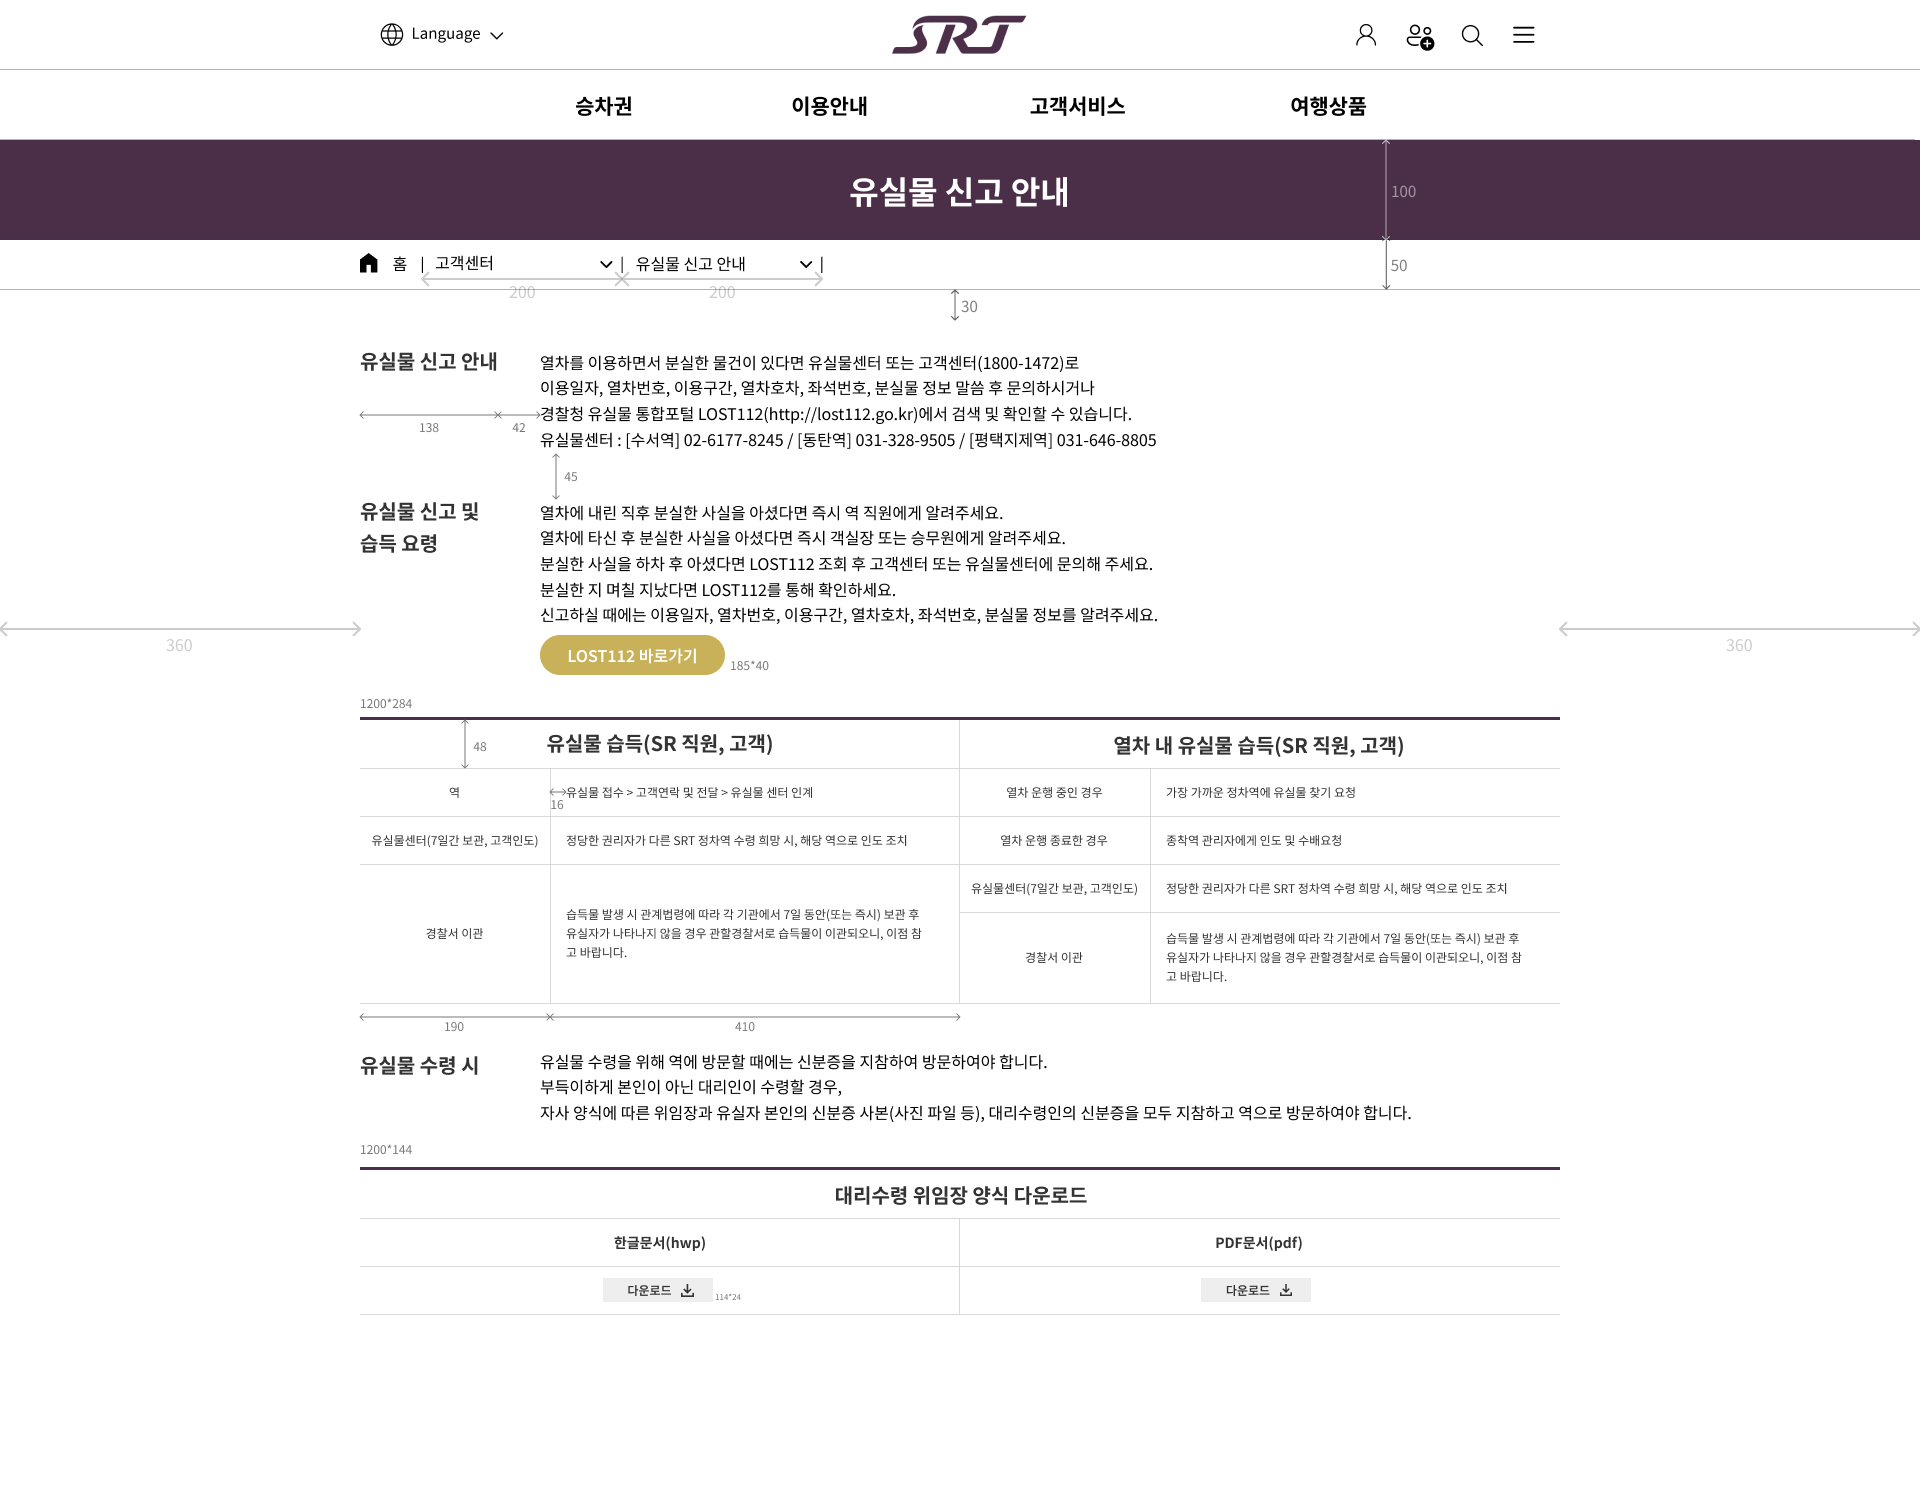 Language
SRT
승차권
이용안내
고객서비스
여행상품
유실물 신고 안내
100
홈 | 고객센터 | 유실물 신고 안내 |
50
200
200
30
유실물 신고 안내
열차를 이용하면서 분실한 물건이 있다면 유실물센터 또는 고객센터(1800-1472)로
이용일자, 열차번호, 이용구간, 열차호차, 좌석번호, 분실물 정보 말씀 후 문의하시거나
경찰청 유실물 통합포털 LOST112(http://lost112.go.kr)에서 검색 및 확인할 수 있습니다.
138
42
유실물센터 : [수서역] 02-6177-8245 / [동탄역] 031-328-9505 / [평택지제역] 031-646-8805
45
유실물 신고 및
습득 요령
열차에 내린 직후 분실한 사실을 아셨다면 즉시 역 직원에게 알려주세요.
열차에 타신 후 분실한 사실을 아셨다면 즉시 객실장 또는 승무원에게 알려주세요.
분실한 사실을 하차 후 아셨다면 LOST112 조회 후 고객센터 또는 유실물센터에 문의해 주세요.
분실한 지 며칠 지났다면 LOST112를 통해 확인하세요.
신고하실 때에는 이용일자, 열차번호, 이용구간, 열차호차, 좌석번호, 분실물 정보를 알려주세요.
360
360
LOST112 바로가기
185*40
1200*284
48
유실물 습득(SR 직원, 고객)
열차 내 유실물 습득(SR 직원, 고객)
역
유실물 접수 > 고객연락 및 전달 > 유실물 센터 인계
16
열차 운행 중인 경우
가장 가까운 정차역에 유실물 찾기 요청
유실물센터(7일간 보관, 고객인도)
정당한 권리자가 다른 SRT 정차역 수령 희망 시, 해당 역으로 인도 조치
열차 운행 종료한 경우
종착역 관리자에게 인도 및 수배요청
유실물센터(7일간 보관, 고객인도)
정당한 권리자가 다른 SRT 정차역 수령 희망 시, 해당 역으로 인도 조치
경찰서 이관
습득물 발생 시 관계법령에 따라 각 기관에서 7일 동안(또는 즉시) 보관 후
유실자가 나타나지 않을 경우 관할경찰서로 습득물이 이관되오니, 이점 참
고 바랍니다.
경찰서 이관
습득물 발생 시 관계법령에 따라 각 기관에서 7일 동안(또는 즉시) 보관 후
유실자가 나타나지 않을 경우 관할경찰서로 습득물이 이관되오니, 이점 참
고 바랍니다.
190
410
유실물 수령 시
유실물 수령을 위해 역에 방문할 때에는 신분증을 지참하여 방문하여야 합니다.
부득이하게 본인이 아닌 대리인이 수령할 경우,
자사 양식에 따른 위임장과 유실자 본인의 신분증 사본(사진 파일 등), 대리수령인의 신분증을 모두 지참하고 역으로 방문하여야 합니다.
1200*144
대리수령 위임장 양식 다운로드
한글문서(hwp)
PDF문서(pdf)
다운로드
114*24
다운로드